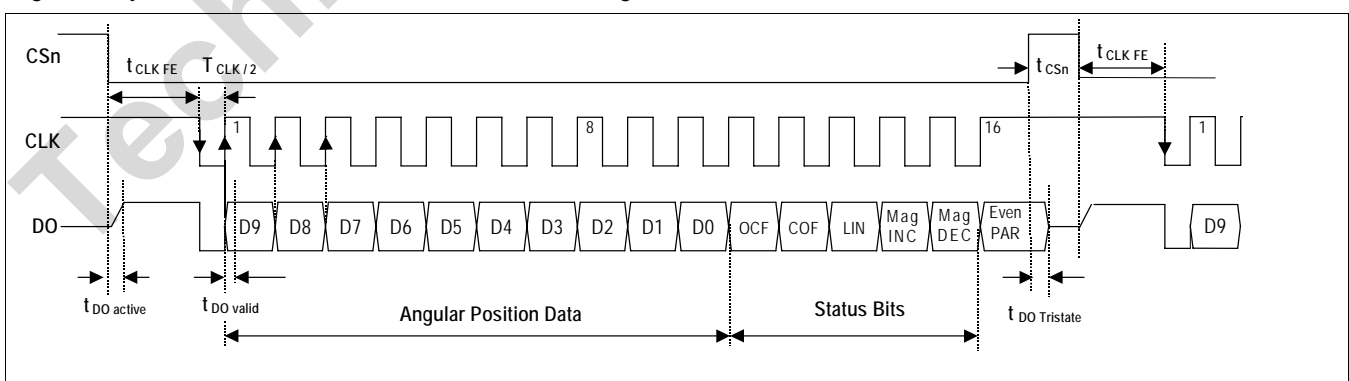 Tech
CSn
t CLK FE
T CLK / 2
t CSn
t CLK FE
CLK
1
8
16
1
DO
D9
D8
D7
D6
D5
D4
D3
D2
D1
D0
OCF
COF
LIN
Mag
INC
Mag
DEC
Even
PAR
D9
t DO active
t DO valid
Angular Position Data
Status Bits
t DO Tristate